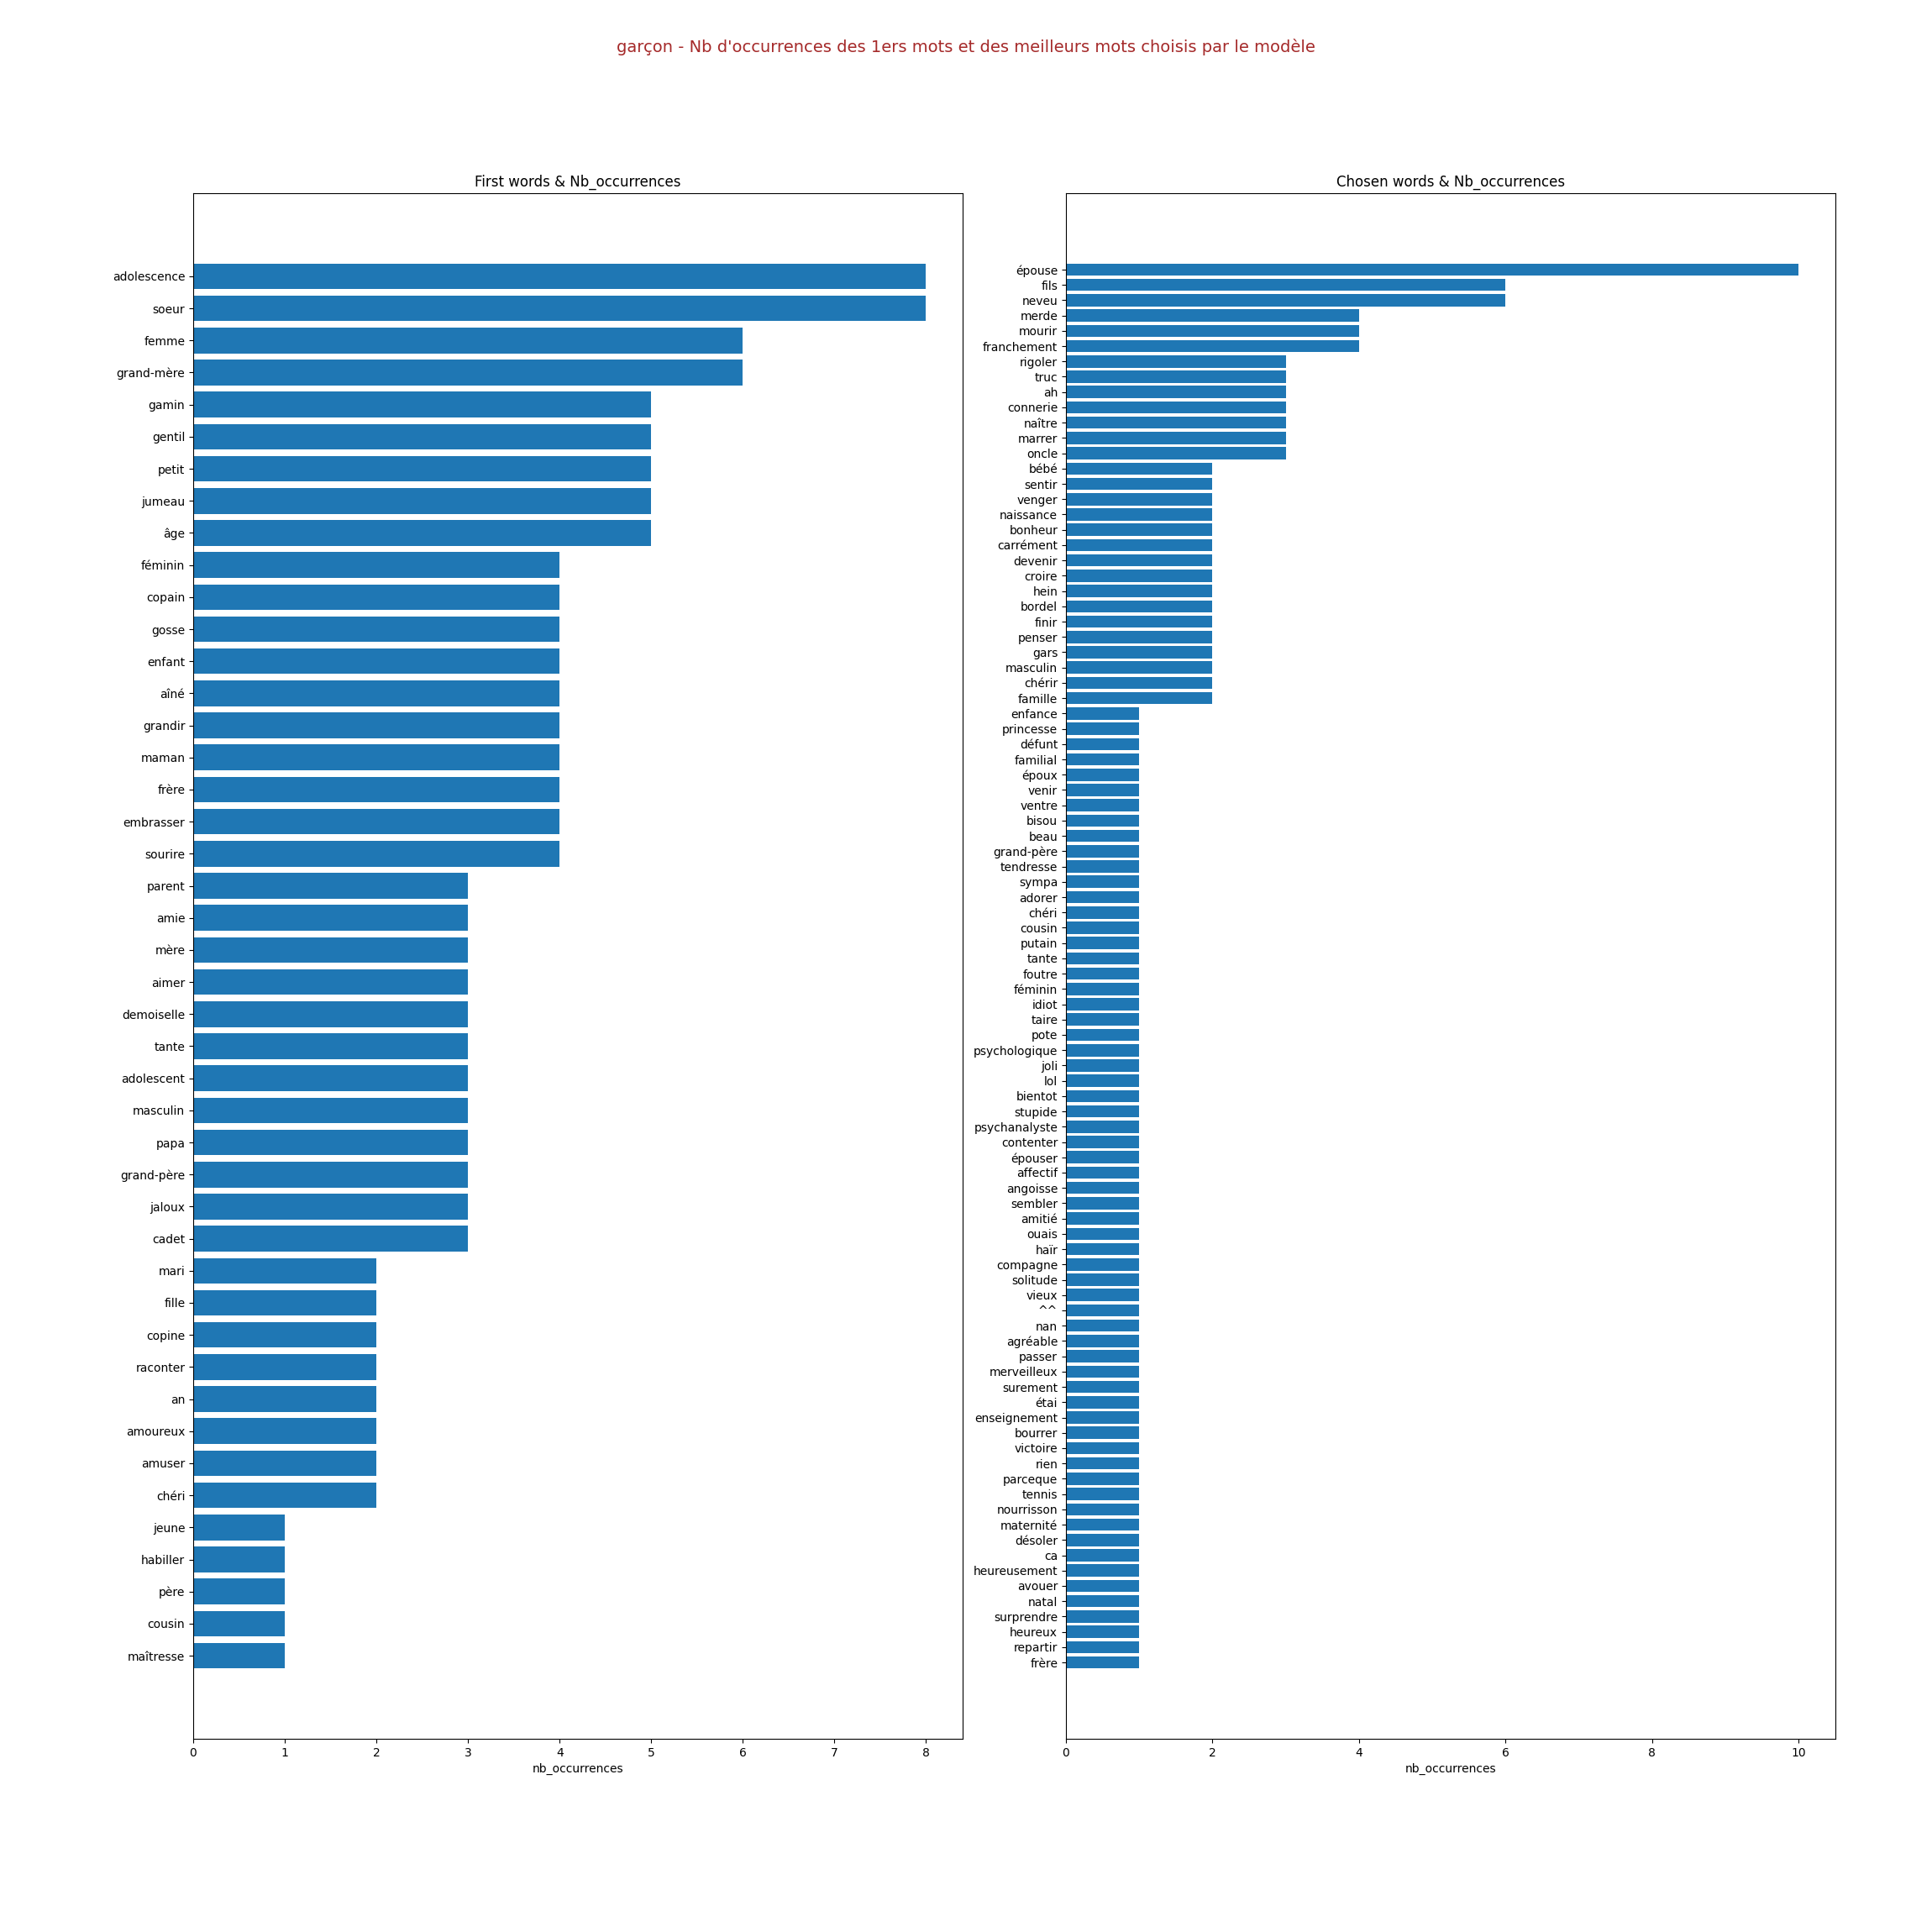 garçon - Nb d'occurrences des 1ers mots et des meilleurs mots choisis par le modèle
First words & Nb_occurrences
adolescence
soeur
femme
grand-mère
gamin
gentil
petit
jumeau
âge
féminin
copain
gosse
enfant
aîné
grandir
maman
frère
embrasser
sourire
parent
amie
mère
aimer
demoiselle
tante
adolescent
masculin
papa
grand-père
jaloux
cadet
mari
fille
copine
raconter
an
amoureux
amuser
chéri
jeune
habiller
père
cousin
maîtresse
0 1 2 3 4 5 6 7 8
nb_occurrences
Chosen words & Nb_occurrences
épouse
fils
neveu
merde
mourir
franchement
rigoler
truc
ah
connerie
naître
marrer
oncle
bébé
sentir
venger
naissance
bonheur
carrément
devenir
croire
hein
bordel
finir
penser
gars
masculin
chérir
famille
enfance
princesse
défunt
familial
époux
venir
ventre
bisou
beau
grand-père
tendresse
sympa
adorer
chéri
cousin
putain
tante
foutre
féminin
idiot
taire
pote
psychologique
joli
lol
bientot
stupide
psychanalyste
contenter
épouser
affectif
angoisse
sembler
amitié
ouais
haïr
compagne
solitude
vieux
^^
nan
agréable
passer
merveilleux
surement
étai
enseignement
bourrer
victoire
rien
parceque
tennis
nourrisson
maternité
désoler
ca
heureusement
avouer
natal
surprendre
heureux
repartir
frère
0 2 4 6 8 10
nb_occurrences